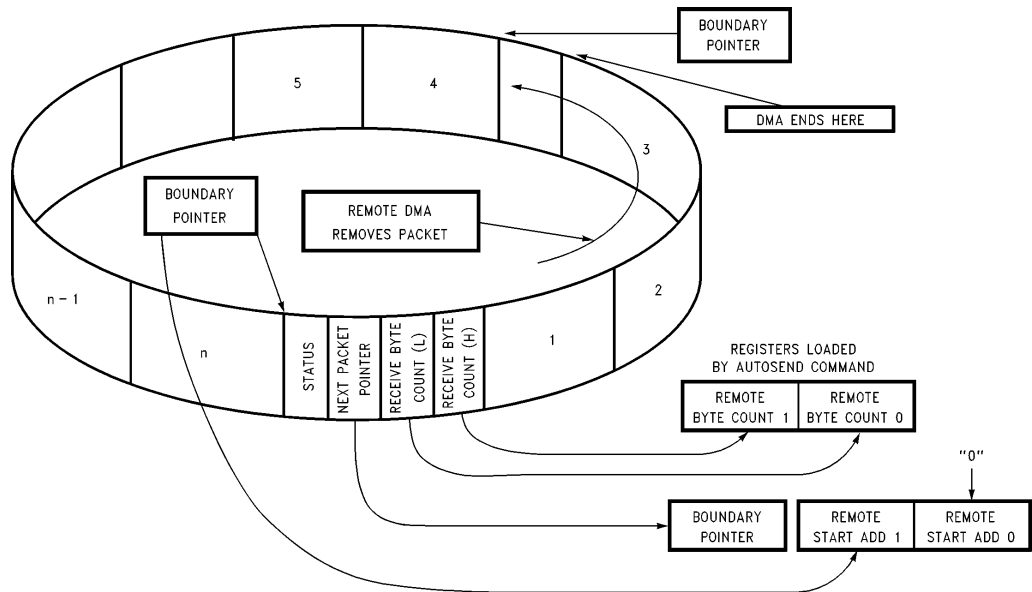 BOUNDARY
POINTER
5
4
DMA ENDS HERE
3
BOUNDARY
POINTER
REMOTE DMA
REMOVES PACKET
n – 1
n
STATUS
NEXT PACKET
POINTER
RECEIVE BYTE
COUNT (L)
RECEIVE BYTE
COUNT (H)
1
2
REGISTERS LOADED
BY AUTOSEND COMMAND
REMOTE
BYTE COUNT 1
REMOTE
BYTE COUNT 0
"0"
BOUNDARY
POINTER
REMOTE
START ADD 1
REMOTE
START ADD 0